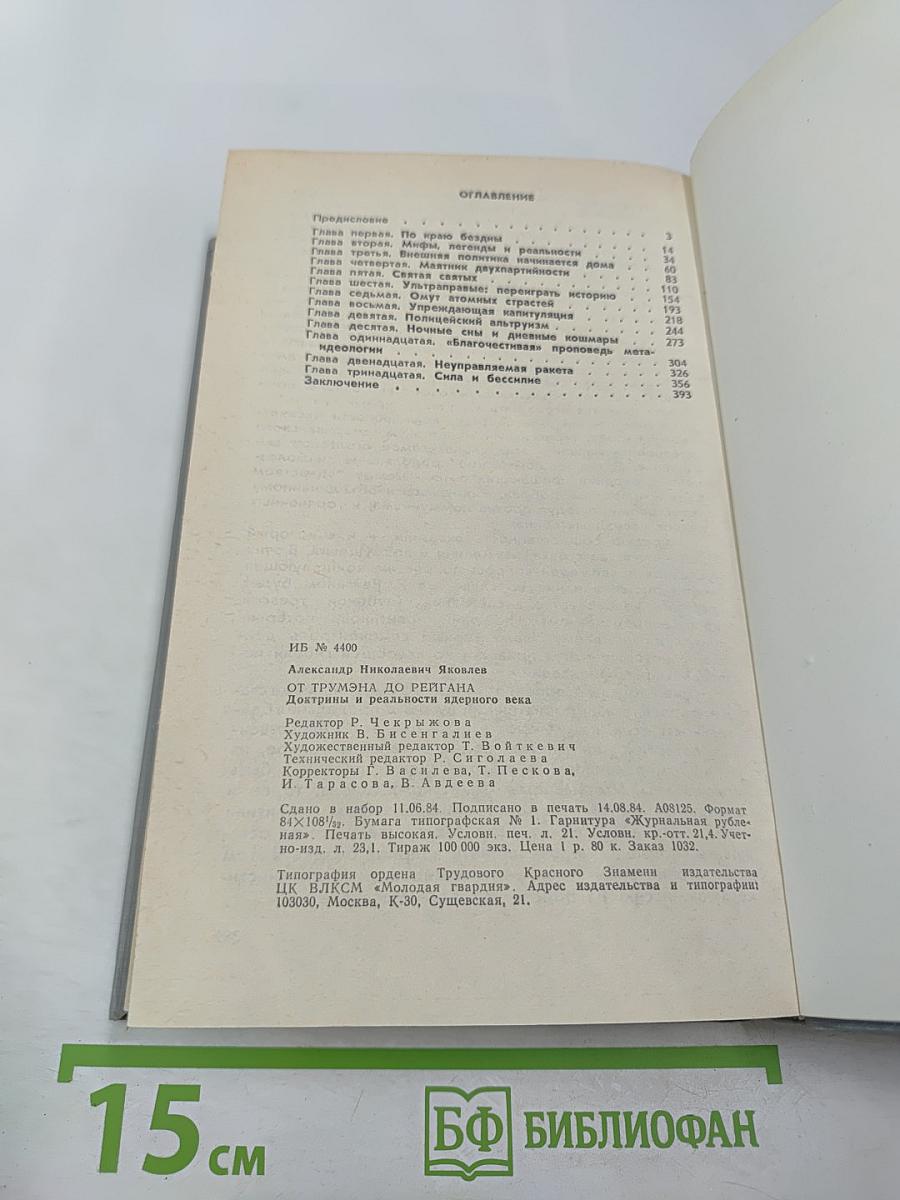 ОГЛАВЛЕНИЕ
Предисловие . . . . . . . . . . . . . . . 3
Глава первая. По краю бездны . . . . . . . . 14
Глава вторая. Мифы, легенды и реальности . . . . 34
Глава третья. Внешняя политика начинается дома . . 60
Глава четвертая. Маятник двухпартийности . . . . 83
Глава пятая. Святая святых . . . . . . . . . 110
Глава шестая. Ультраправые: переиграть историю . . 154
Глава седьмая. Омут атомных страстей . . . . . 193
Глава восьмая. Упреждающая капитуляция . . . . . 218
Глава девятая. Полицейский альтруизм . . . . . . 244
Глава десятая. Ночные сны и дневные кошмары . . 273
Глава одиннадцатая. «Благочестивая» проповедь мета-
идеологии . . . . . . . . . . . . . . 304
Глава двенадцатая. Неуправляемая ракета . . . . . 326
Глава тринадцатая. Сила и бессилие . . . . . . 356
Заключение . . . . . . . . . . . . . . . 393
ИБ № 4400
Александр Николаевич Яковлев
ОТ ТРУМЭНА ДО РЕЙГАНА
Доктрины и реальности ядерного века
Редактор Р. Чекрыжова
Художник В. Бисенгалиев
Художественный редактор Т. Войткевич
Технический редактор Р. Сиголаева
Корректоры Г. Василева, Т. Пескова,
И. Тарасова, В. Авдеева
Сдано в набор 11.06.84. Подписано в печать 14.08.84. А08125. Формат
84×108¹/₃₂. Бумага типографская № 1. Гарнитура «Журнальная рубле-
ная». Печать высокая. Условн. печ. л. 21. Условн. кр.-отт. 21,4. Учет-
но-изд. л. 23,1. Тираж 100 000 экз. Цена 1 р. 80 к. Заказ 1032.
Типография ордена Трудового Красного Знамени издательства
ЦК ВЛКСМ «Молодая гвардия». Адрес издательства и типографии:
103030, Москва, К-30, Сущевская, 21.
15 см
БФ БИБЛИОФАН